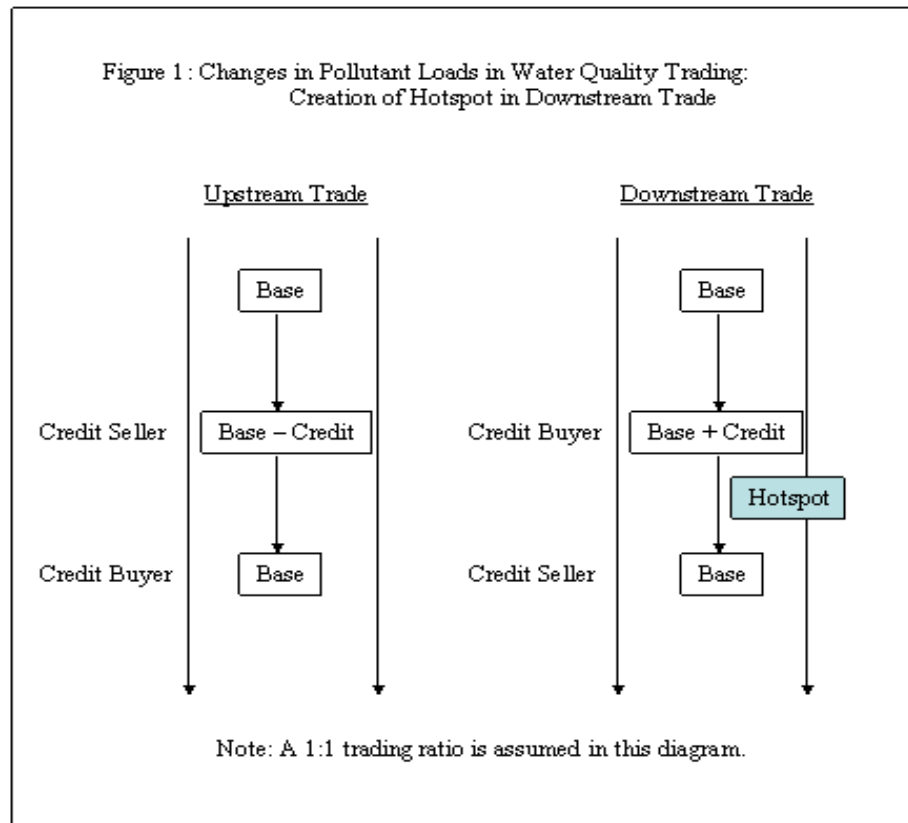 Figure 1: Changes in Pollutant Loads in Water Quality Trading:
Creation of Hotspot in Downstream Trade
Upstream Trade
Base
Credit Seller
Base – Credit
Credit Buyer
Base
Downstream Trade
Base
Credit Buyer
Base + Credit
Hotspot
Credit Seller
Base
Note: A 1:1 trading ratio is assumed in this diagram.